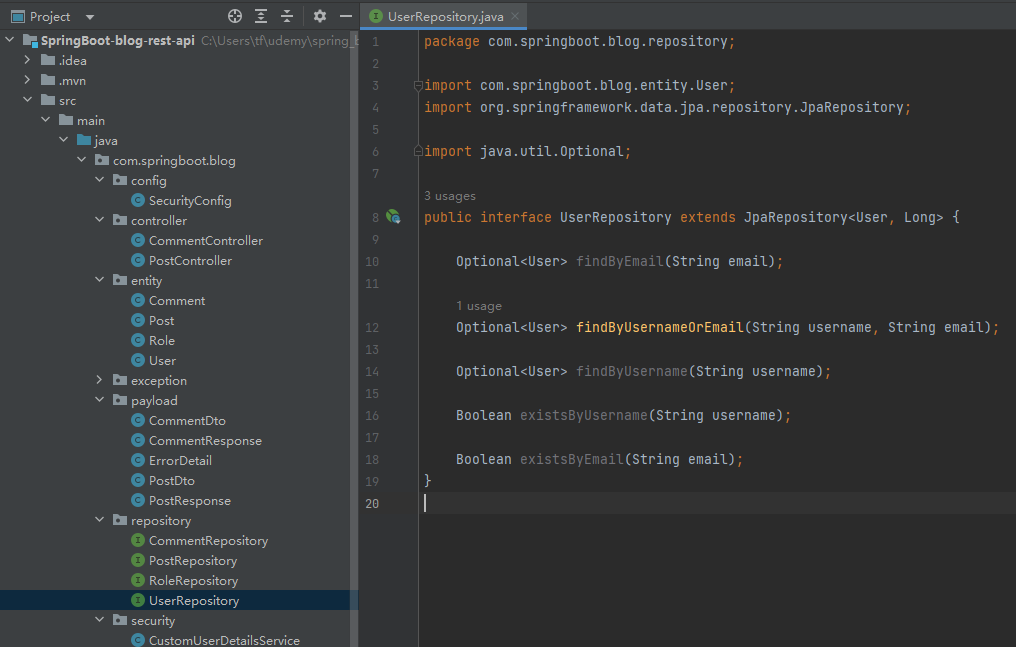 Project
SpringBoot-blog-rest-api C:\Users\tf\udemy\spring_
.idea
.mvn
src
main
java
com.springboot.blog
config
SecurityConfig
controller
CommentController
PostController
entity
Comment
Post
Role
User
exception
payload
CommentDto
CommentResponse
ErrorDetail
PostDto
PostResponse
repository
CommentRepository
PostRepository
RoleRepository
UserRepository
security
CustomUserDetailsService
UserRepository.java
1 package com.springboot.blog.repository;
2
3 import com.springboot.blog.entity.User;
4 import org.springframework.data.jpa.repository.JpaRepository;
5
6 import java.util.Optional;
7
3 usages
8 public interface UserRepository extends JpaRepository<User, Long> {
9
10 Optional<User> findByEmail(String email);
11
1 usage
12 Optional<User> findByUsernameOrEmail(String username, String email);
13
14 Optional<User> findByUsername(String username);
15
16 Boolean existsByUsername(String username);
17
18 Boolean existsByEmail(String email);
19 }
20